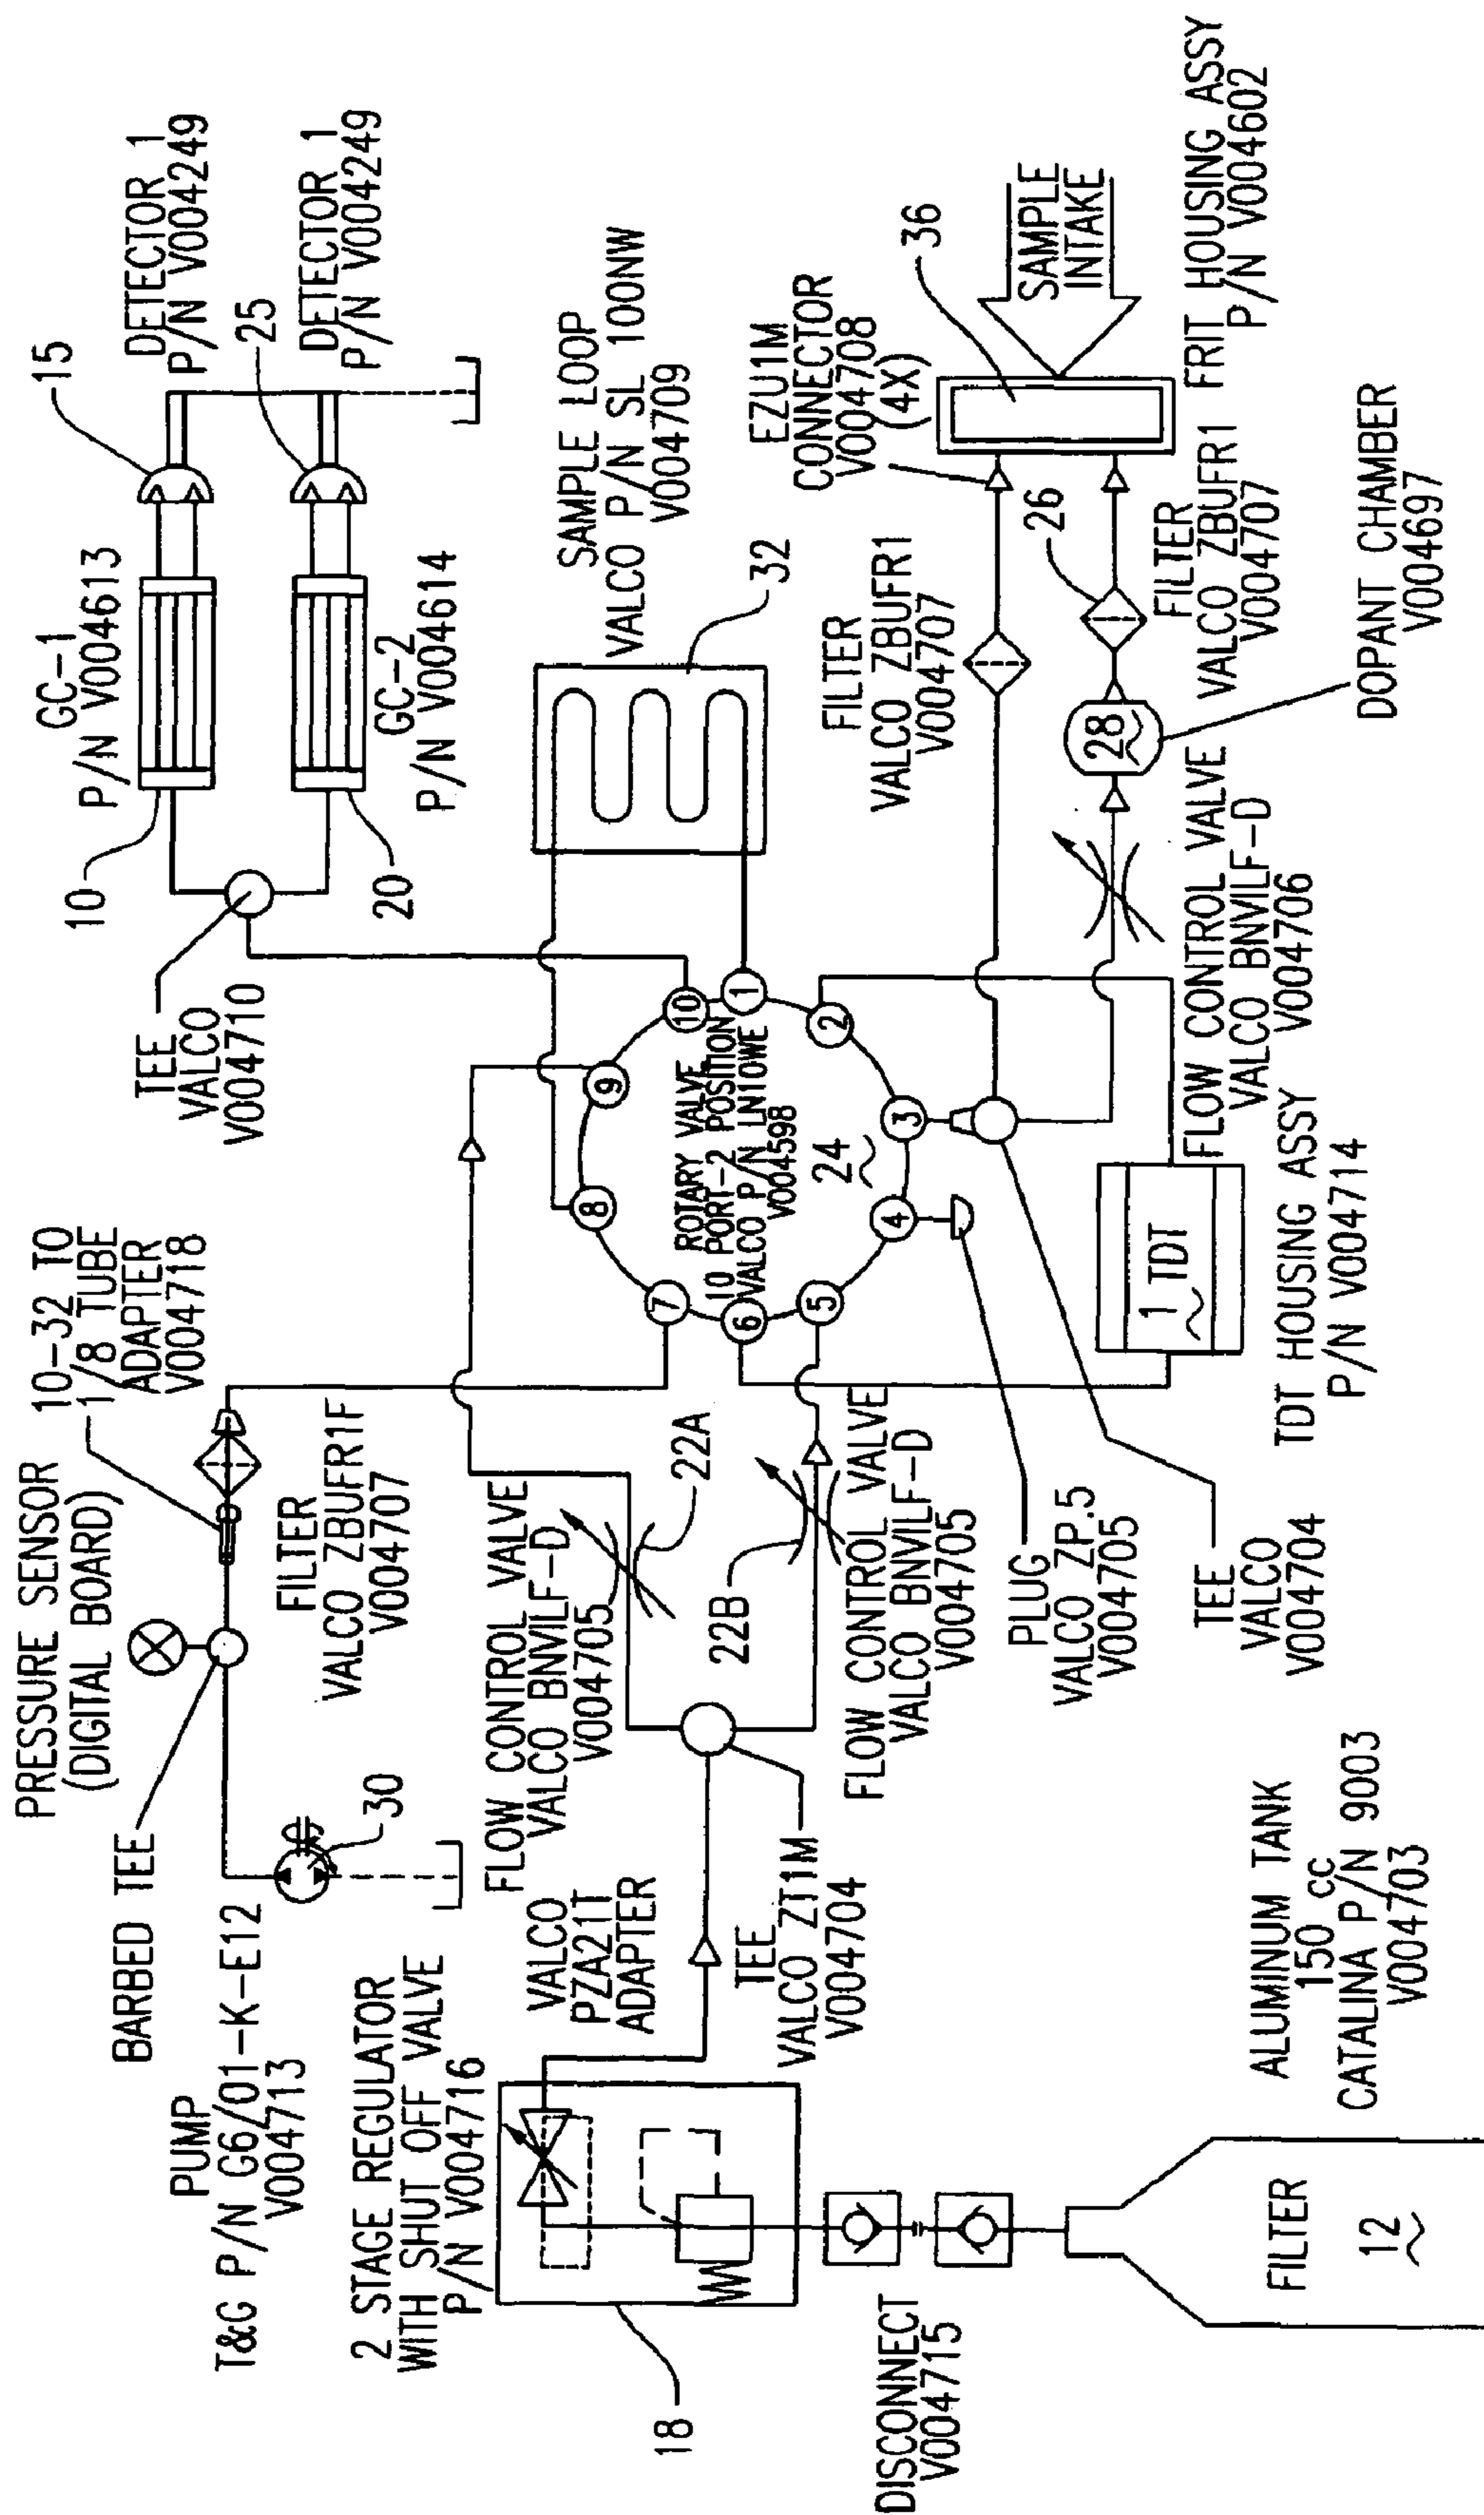 PRESSURE SENSOR
(DIGITAL BOARD)
10-32 TO
1/8 TUBE
ADAPTER
V004718
BARBED TEE
PUMP
T&G P/N G6/01-K-E12
V004713
30
FILTER
VALCO ZBUFR1F
V004707
TEE
VALCO
V004710
10
GC-1
P/N V004613
15
DETECTOR 1
P/N V004249
20
GC-2
P/N V004614
25
DETECTOR 1
P/N V004249
2 STAGE REGULATOR
WITH SHUT OFF VALVE
P/N V004716
18
VALCO
PZA21T
ADAPTER
FLOW CONTROL VALVE
VALCO BNVILF-D
V004705
22A
TEE
VALCO ZT1M
V004704
22B
FLOW CONTROL VALVE
VALCO BNVILF-D
V004705
ROTARY VALVE
10 PORT-2 POSITION
VALCO P/N LN10WE
V004598
1
2
3
4
5
6
7
8
9
10
24
SAMPLE LOOP
VALCO P/N SL 100NW
V004709
32
EZU1M
CONNECTOR
V004708
(4X)
36
SAMPLE
INTAKE
FILTER
VALCO ZBUFR1
V004707
26
FILTER
VALCO ZBUFR1
V004707
FRIT HOUSING ASSY
P/N V004602
28
DOPANT CHAMBER
V004697
FLOW CONTROL VALVE
VALCO BNVILF-D
V004706
1 TDT
TDT HOUSING ASSY
P/N V004714
PLUG
VALCO ZP.5
V004705
TEE
VALCO
V004704
DISCONNECT
V004715
FILTER
12
ALUMINUM TANK
150 cc
CATALINA P/N 9003
V004703